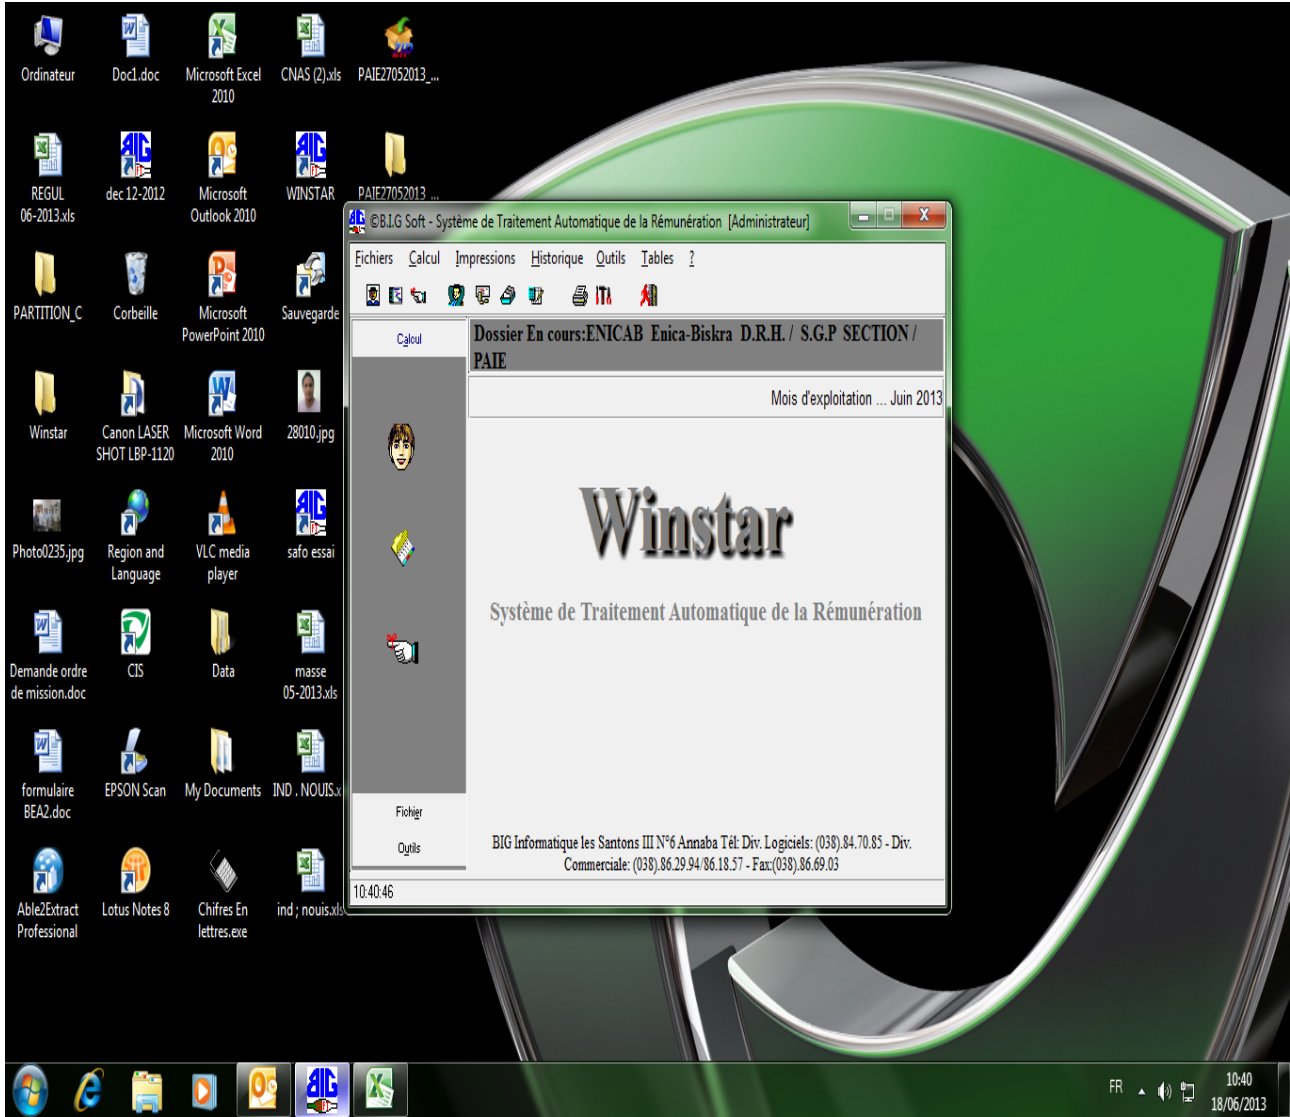 Ordinateur
Doc1.doc
Microsoft Excel
2010
CNAS (2).xls
PAIE27052013_...
REGUL
06-2013.xls
dec 12-2012
Microsoft
Outlook 2010
WINSTAR
PAIE27052013 ...
PARTITION_C
Corbeille
Microsoft
PowerPoint 2010
Sauvegarde
Winstar
Canon LASER
SHOT LBP-1120
Microsoft Word
2010
28010.jpg
Photo0235.jpg
Region and
Language
VLC media
player
safo essai
Demande ordre
de mission.doc
CIS
Data
masse
05-2013.xls
formulaire
BEA2.doc
EPSON Scan
My Documents
IND . NOUIS.x
Able2Extract
Professional
Lotus Notes 8
Chifres En
lettres.exe
ind ; nouis.xls
©B.I.G Soft - Système de Traitement Automatique de la Rémunération [Administrateur]
Fichiers Calcul Impressions Historique Outils Tables ?
Calcul
Dossier En cours:ENICAB Enica-Biskra D.R.H. / S.G.P SECTION /
PAIE
Mois d'exploitation ... Juin 2013
Winstar
Système de Traitement Automatique de la Rémunération
Fichier
Outils
BIG Informatique les Santons III N°6 Annaba Tél: Div. Logiciels: (038).84.70.85 - Div.
Commerciale: (038).86.29.94/86.18.57 - Fax:(038).86.69.03
10:40:46
FR
10:40
18/06/2013